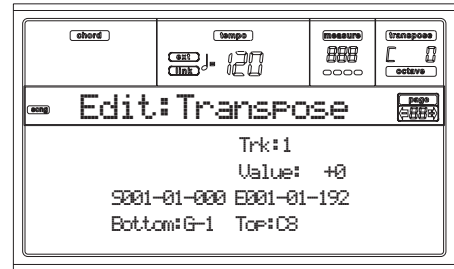 chord tempo measure transpose
ext link ♩= 120 888 C 0
octave
song Edit:Transpose page 88
Trk:1
Value: +0
S001-01-000 E001-01-192
Bottom:G-1 Top:C8